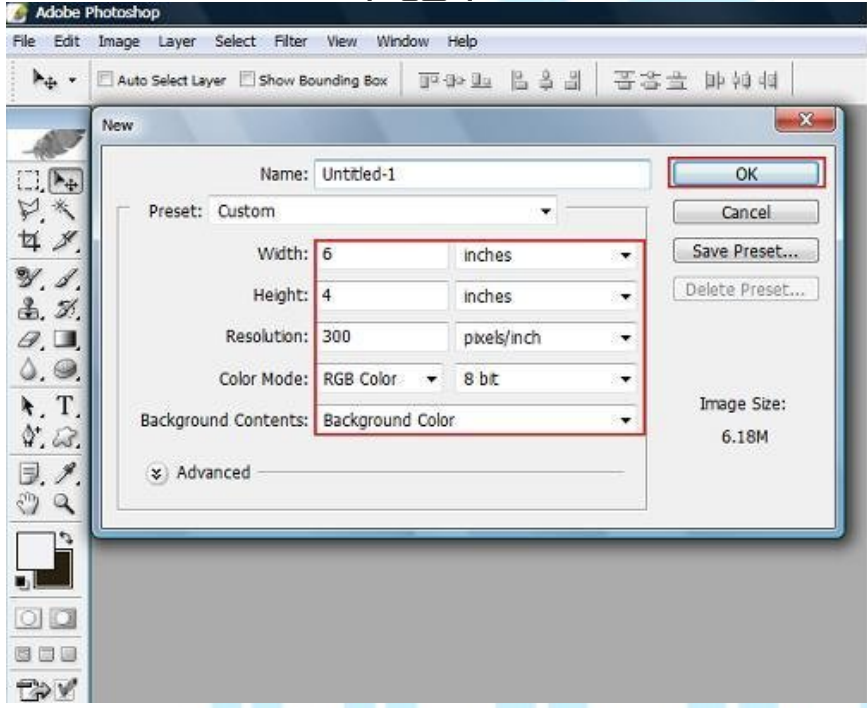 Adobe Photoshop
File Edit Image Layer Select Filter View Window Help
Auto Select Layer Show Bounding Box
New
Name: Untitled-1 OK
Preset: Custom Cancel
Width: 6 inches Save Preset...
Height: 4 inches Delete Preset...
Resolution: 300 pixels/inch
Color Mode: RGB Color 8 bit
Image Size:
Background Contents: Background Color
6.18M
Advanced